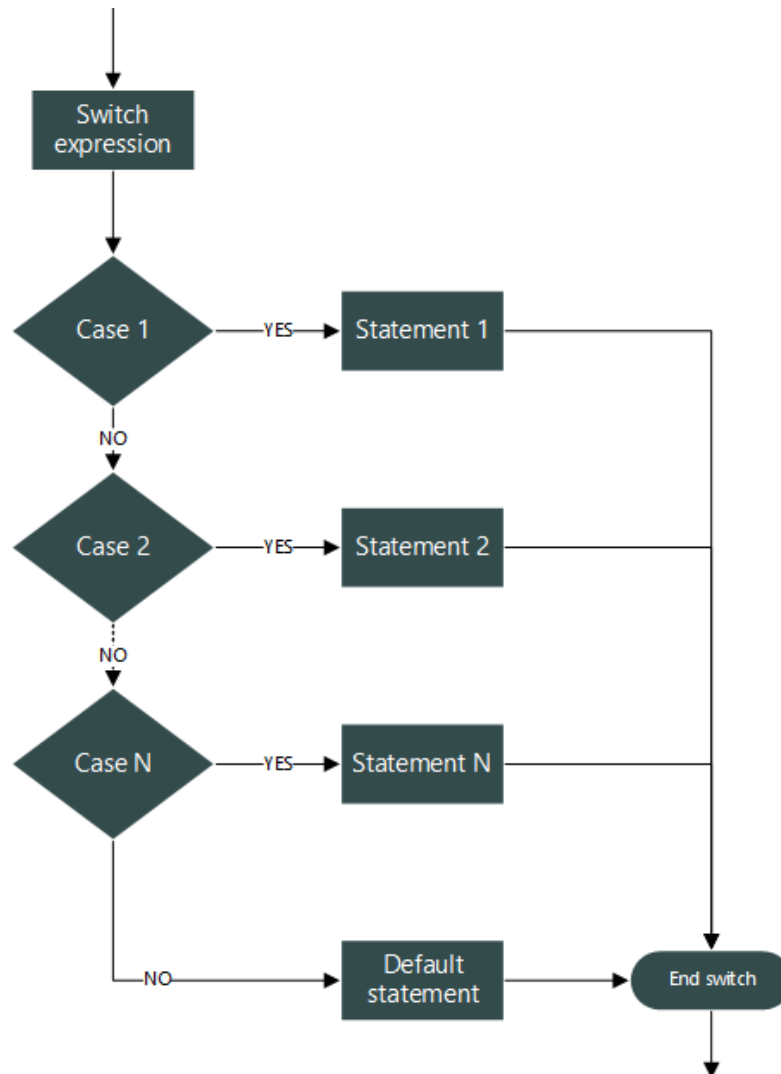 Switch
expression
Case 1
YES
Statement 1
NO
Case 2
YES
Statement 2
NO
Case N
YES
Statement N
NO
Default
statement
End switch